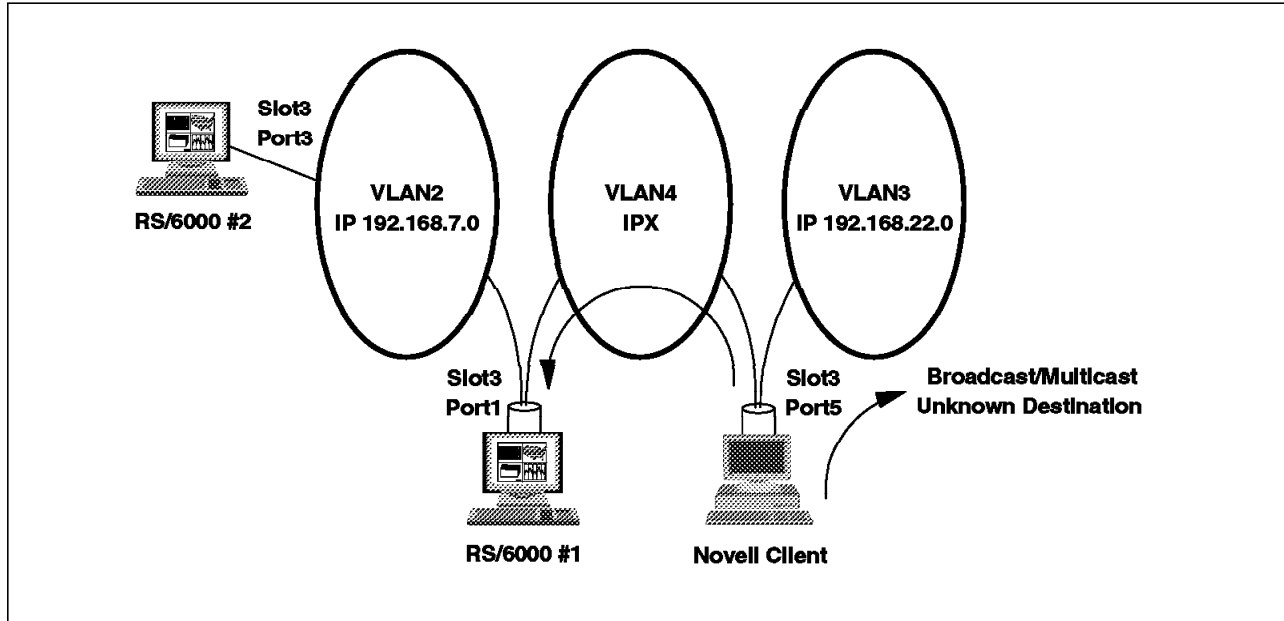 Slot3
Port3
RS/6000 #2
VLAN2
IP 192.168.7.0
VLAN4
IPX
VLAN3
IP 192.168.22.0
Slot3
Port1
RS/6000 #1
Slot3
Port5
Novell Client
Broadcast/Multicast
Unknown Destination